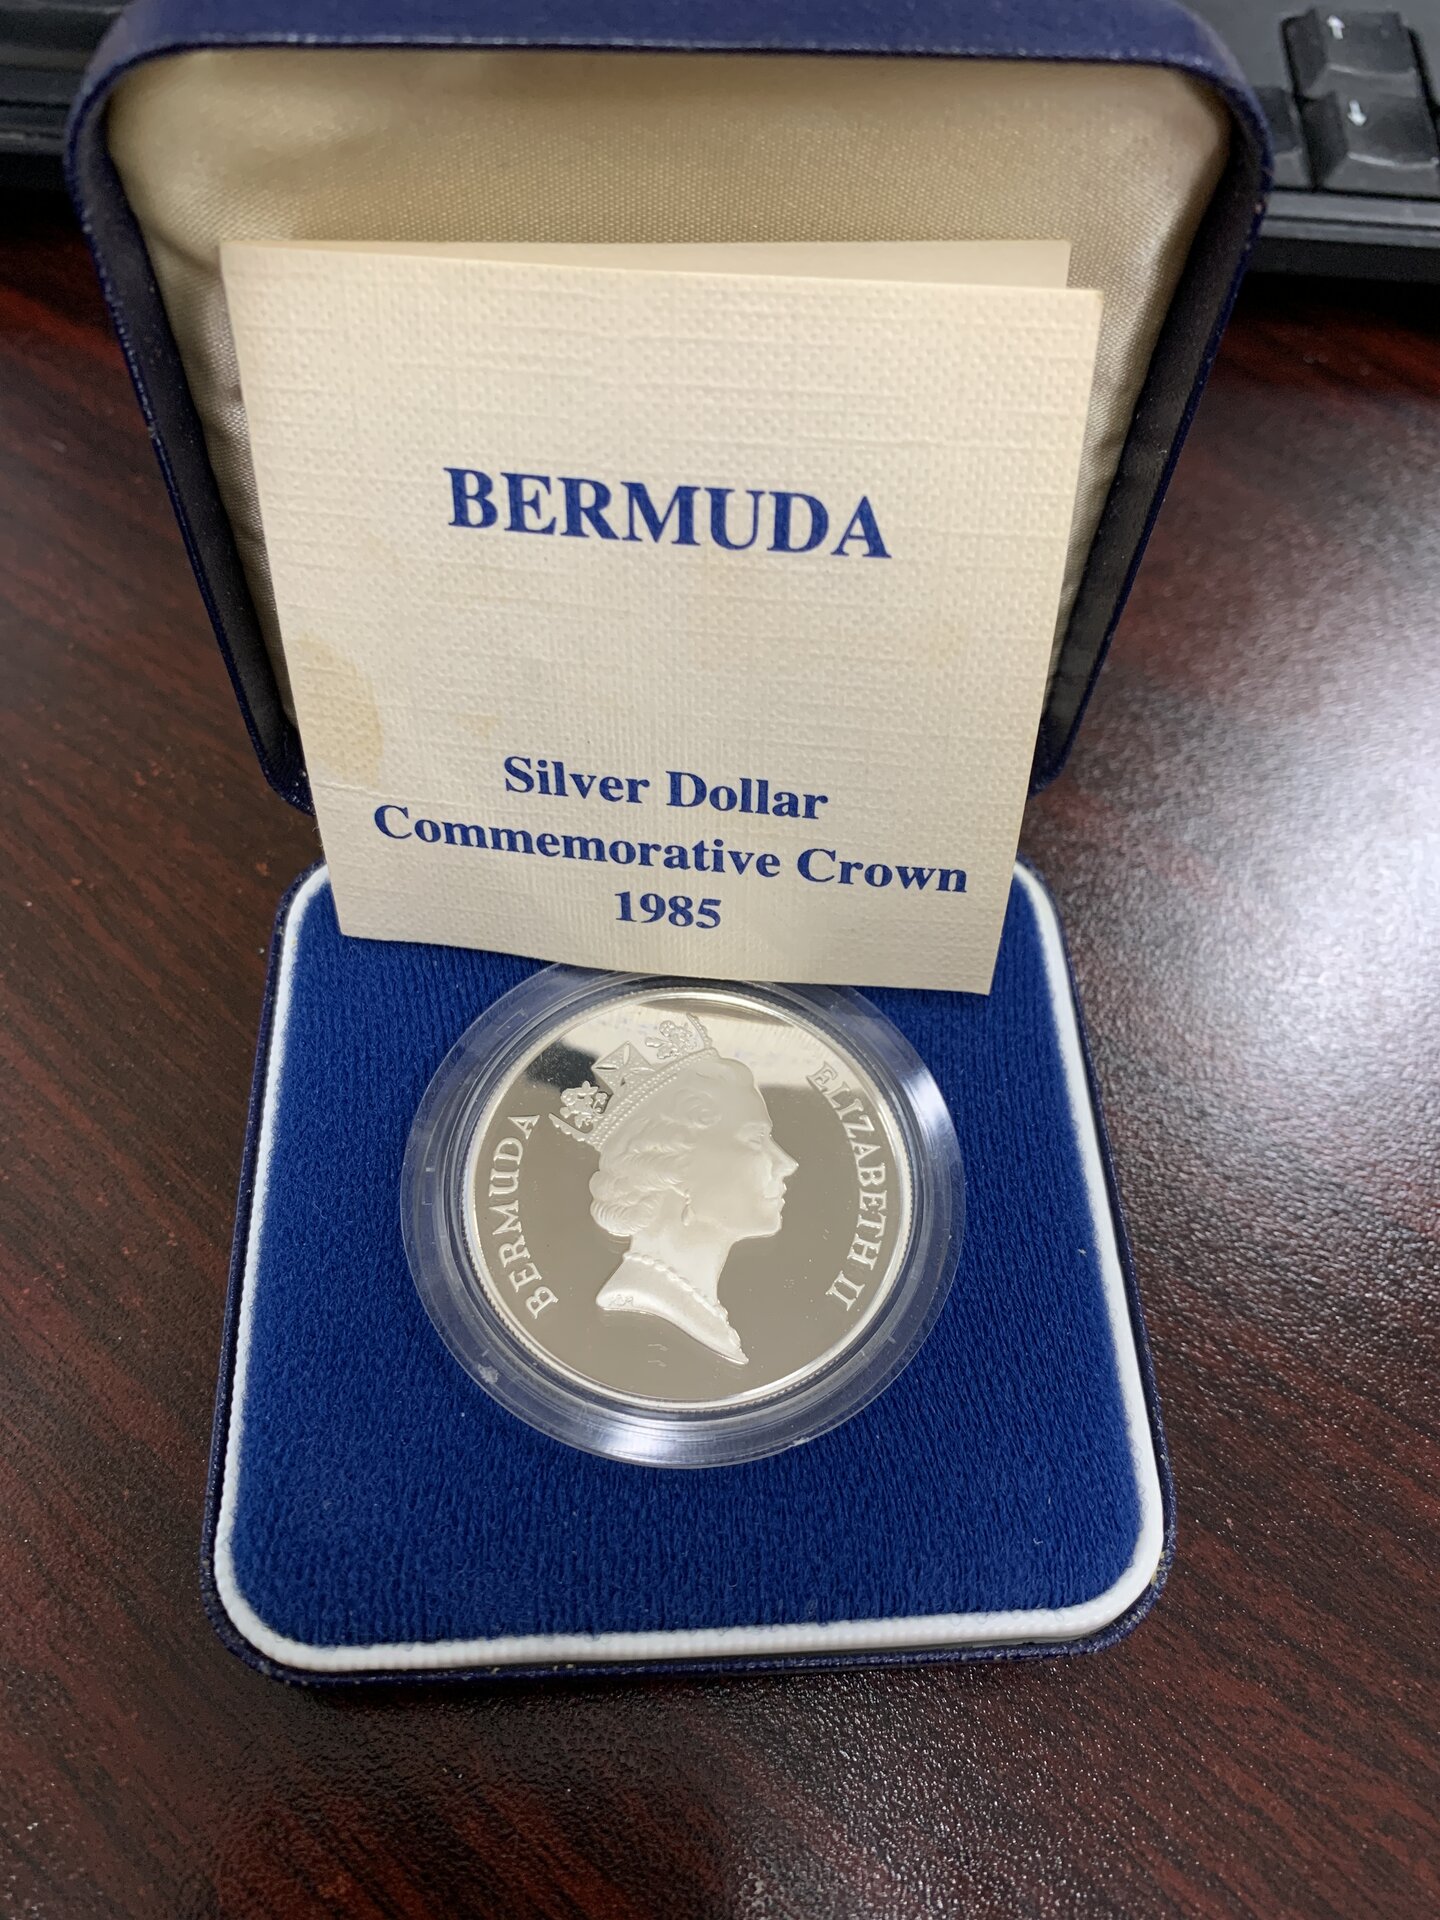 BERMUDA
Silver Dollar
Commemorative Crown
1985
BERMUDA
ELIZABETH II